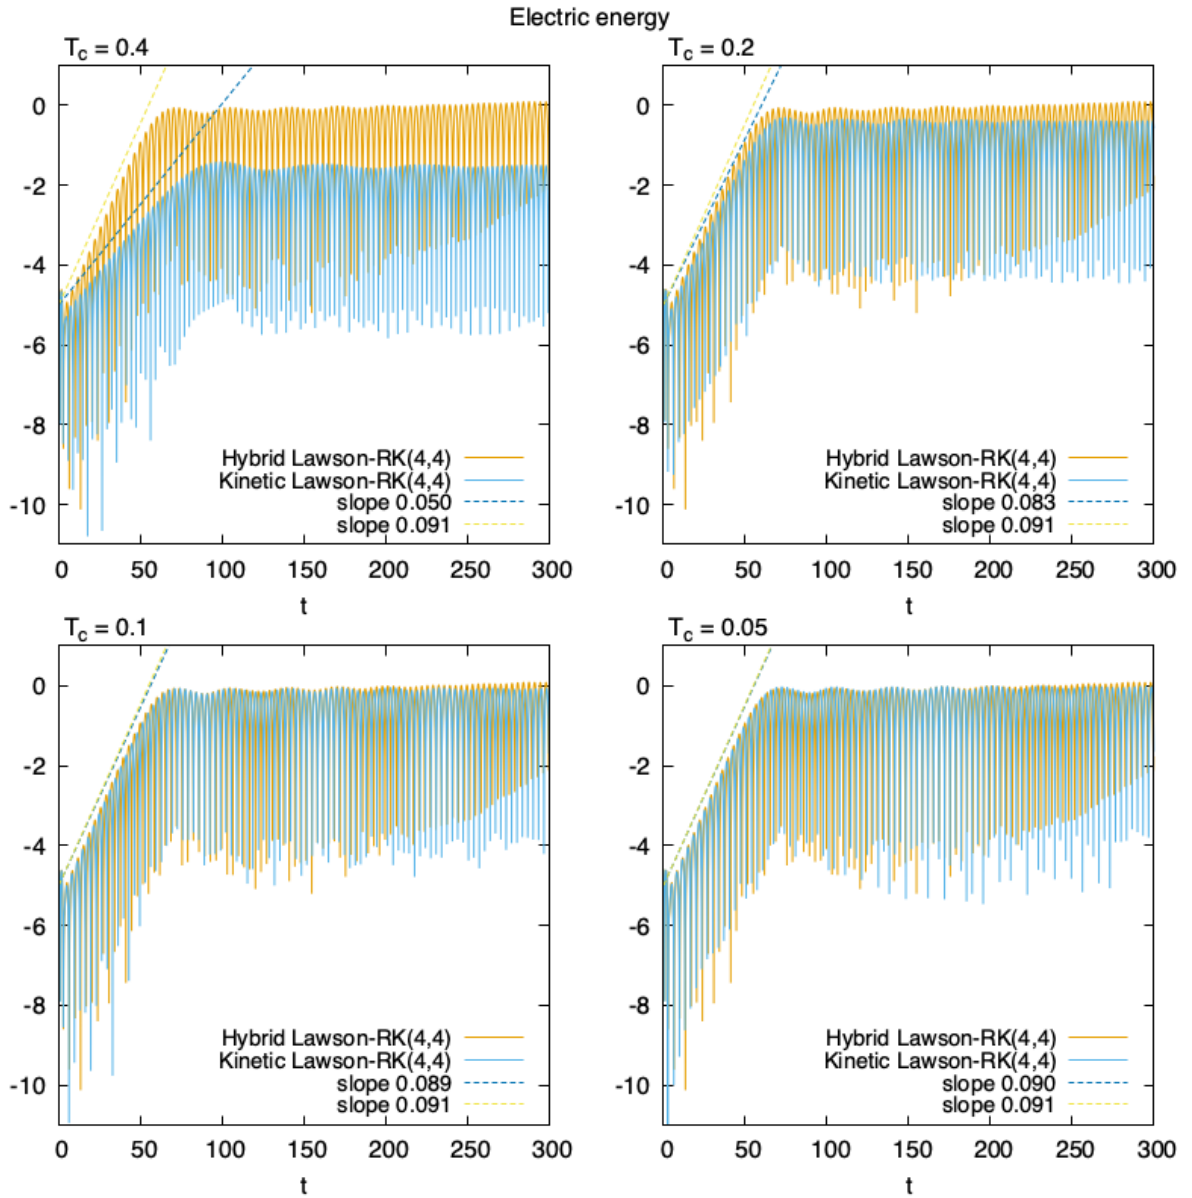 Electric energy
T_c = 0.4
0
-2
-4
-6
-8
-10
Hybrid Lawson-RK(4,4)
Kinetic Lawson-RK(4,4)
slope 0.050
slope 0.091
0 50 100 150 200 250 300
t
T_c = 0.2
0
-2
-4
-6
-8
-10
Hybrid Lawson-RK(4,4)
Kinetic Lawson-RK(4,4)
slope 0.083
slope 0.091
0 50 100 150 200 250 300
t
T_c = 0.1
0
-2
-4
-6
-8
-10
Hybrid Lawson-RK(4,4)
Kinetic Lawson-RK(4,4)
slope 0.089
slope 0.091
0 50 100 150 200 250 300
t
T_c = 0.05
0
-2
-4
-6
-8
-10
Hybrid Lawson-RK(4,4)
Kinetic Lawson-RK(4,4)
slope 0.090
slope 0.091
0 50 100 150 200 250 300
t